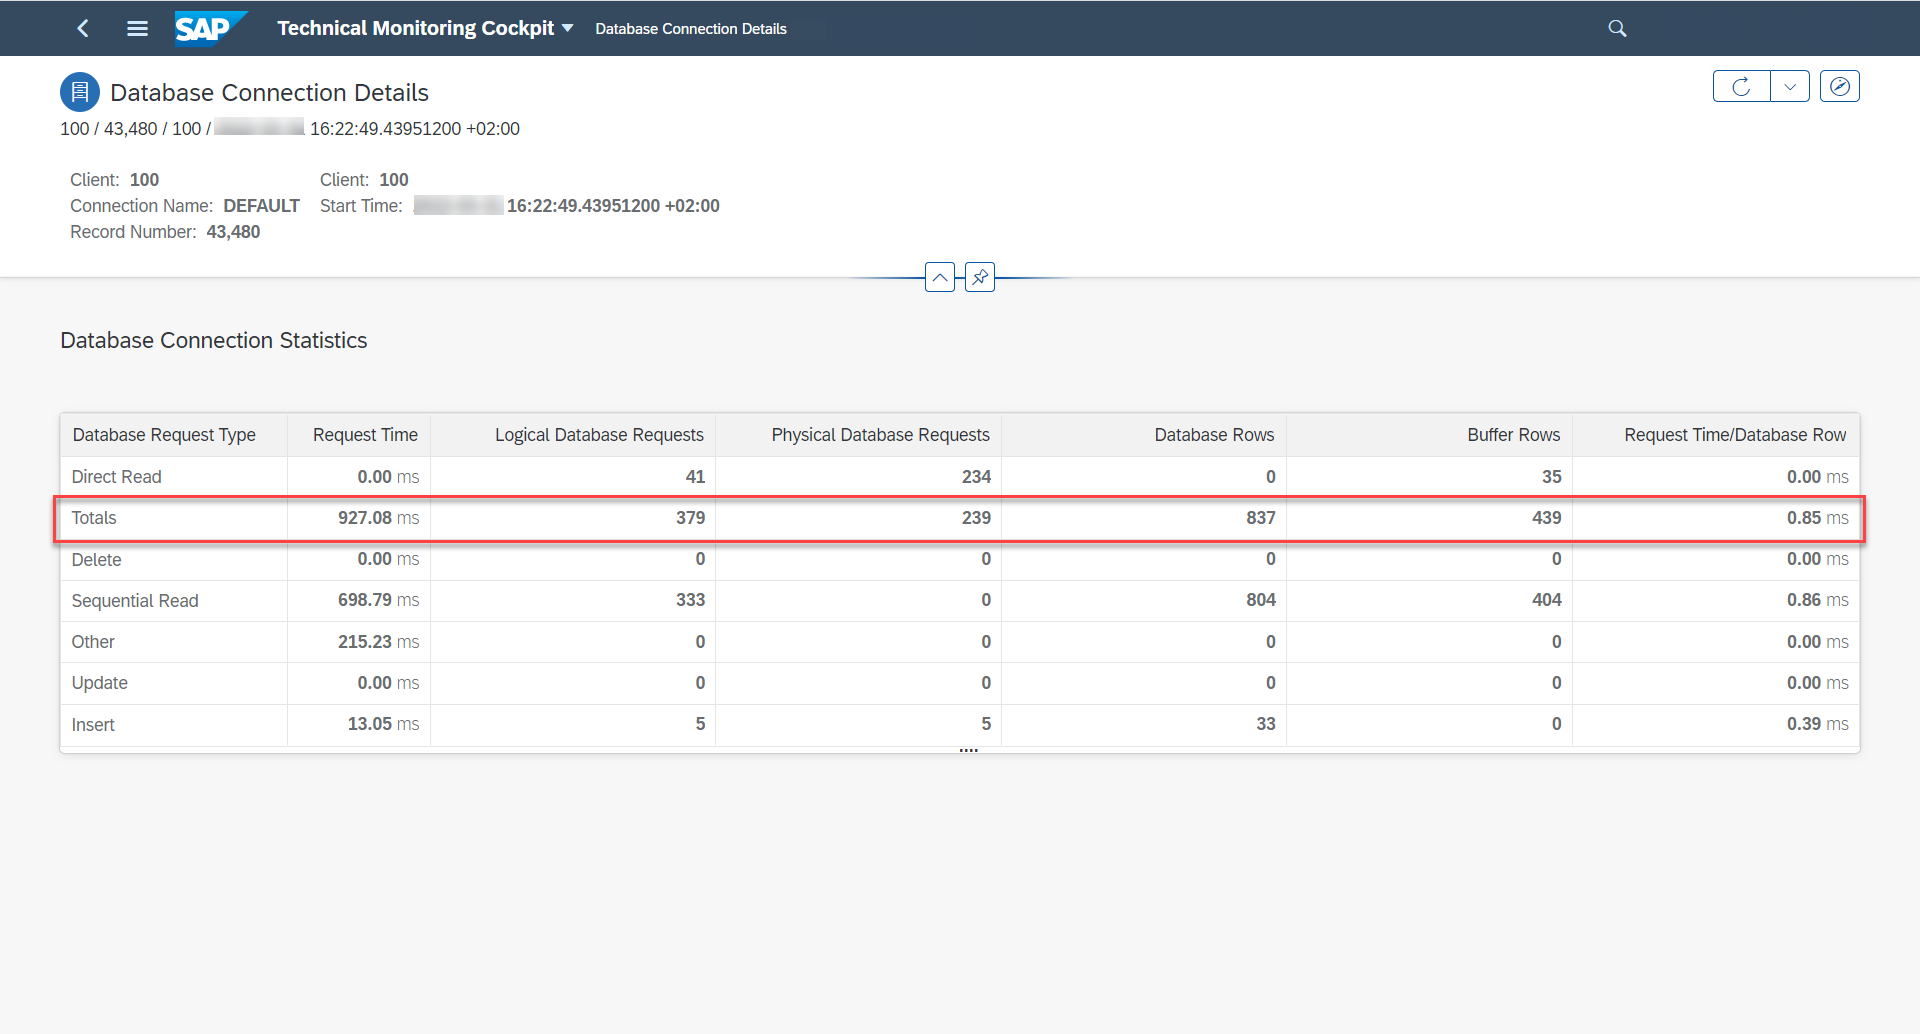 SAP Technical Monitoring Cockpit Database Connection Details
Database Connection Details
100 / 43,480 / 100 / 16:22:49.43951200 +02:00
Client: 100 Client: 100
Connection Name: DEFAULT Start Time: 16:22:49.43951200 +02:00
Record Number: 43,480
Database Connection Statistics
Database Request Type Request Time Logical Database Requests Physical Database Requests Database Rows Buffer Rows Request Time/Database Row
Direct Read 0.00 ms 41 234 0 35 0.00 ms
Totals 927.08 ms 379 239 837 439 0.85 ms
Delete 0.00 ms 0 0 0 0 0.00 ms
Sequential Read 698.79 ms 333 0 804 404 0.86 ms
Other 215.23 ms 0 0 0 0 0.00 ms
Update 0.00 ms 0 0 0 0 0.00 ms
Insert 13.05 ms 5 5 33 0 0.39 ms